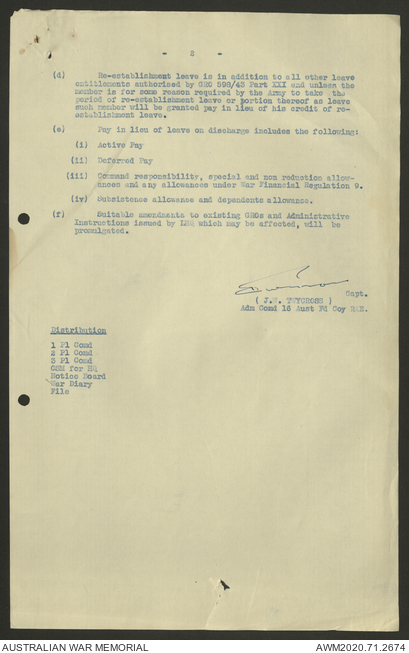 - 2 -
(d) Re-establishment leave is in addition to all other leave
entitlements authorised by GRO 598/43 Part XXI and unless the
member is for some reason required by the Army to take the
period of re-establishment leave or portion thereof as leave
such member will be granted pay in lieu of his credit of re-
establishment leave.
(e) Pay in lieu of leave on discharge includes the following:
(i) Active Pay
(ii) Deferred Pay
(iii) Command responsibility, special and non reduction allow-
ances and any allowances under War Financial Regulation 9.
(iv) Subsistence allowance and dependents allowance.
(f) Suitable amendments to existing GROs and Administrative
Instructions issued by LHQ which may be affected, will be
promulgated.
Capt.
( J.W. TWYCROSS )
Adm Comd 16 Aust Fd Coy RAE.
Distribution
1 Pl Comd
2 Pl Comd
3 Pl Comd
CSM for HQ
Notice Board
War Diary
File
AUSTRALIAN WAR MEMORIAL
AWM2020.71.2674